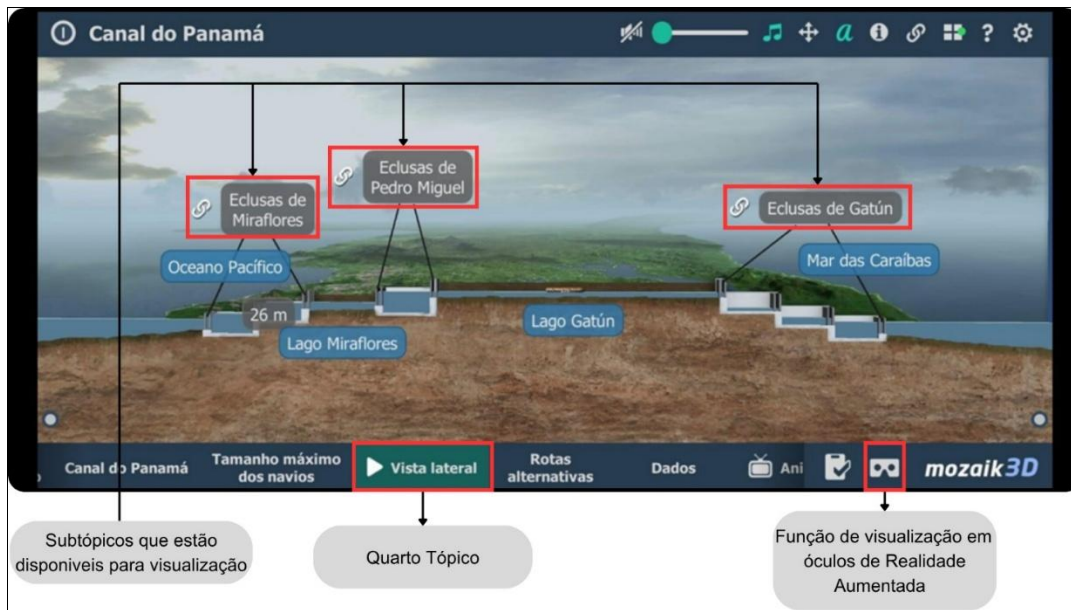 Canal do Panamá
a
?
Eclusas de
Pedro Miguel
Eclusas de
Miraflores
Eclusas de Gatún
Oceano Pacífico
Mar das Caraíbas
26 m
Lago Miraflores
Lago Gatún
Canal do Panamá
Tamanho máximo
dos navios
Vista lateral
Rotas
alternativas
Dados
Ani
mozaik3D
Subtópicos que estão
disponiveis para visualização
Quarto Tópico
Função de visualização em
óculos de Realidade
Aumentada